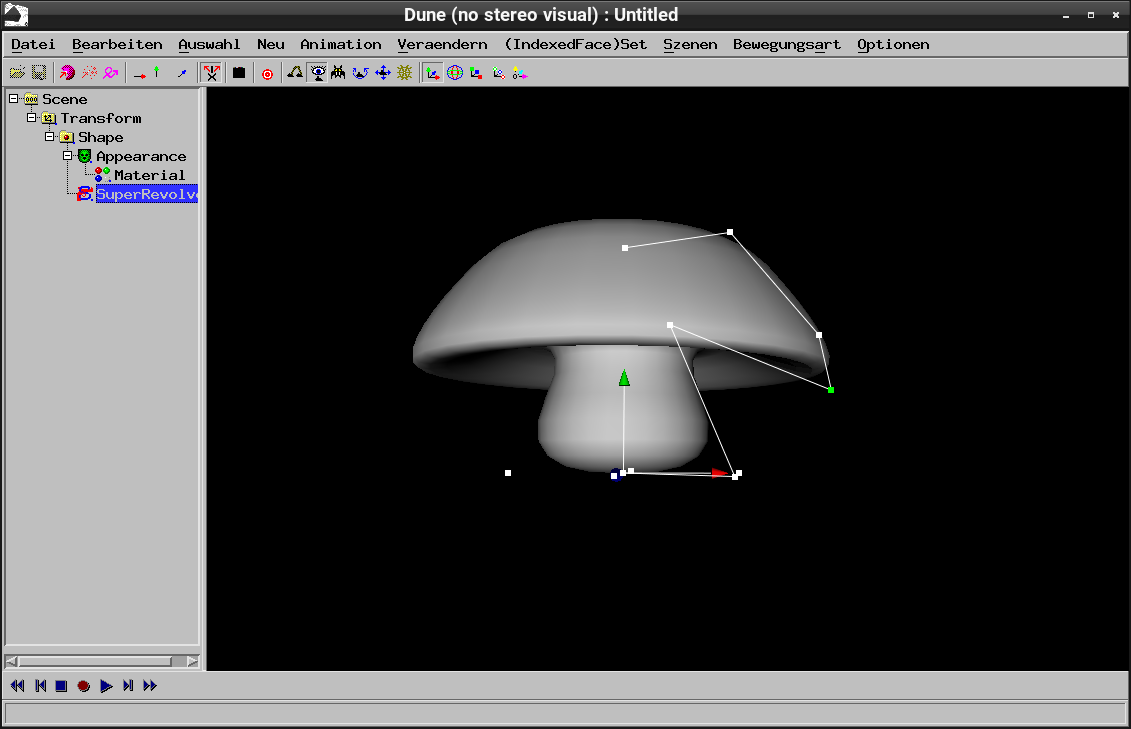 Dune (no stereo visual) : Untitled
Datei Bearbeiten Auswahl Neu Animation Veraendern (IndexedFace)Set Szenen Bewegungsart Optionen
Scene
Transform
Shape
Appearance
Material
SuperRevolve